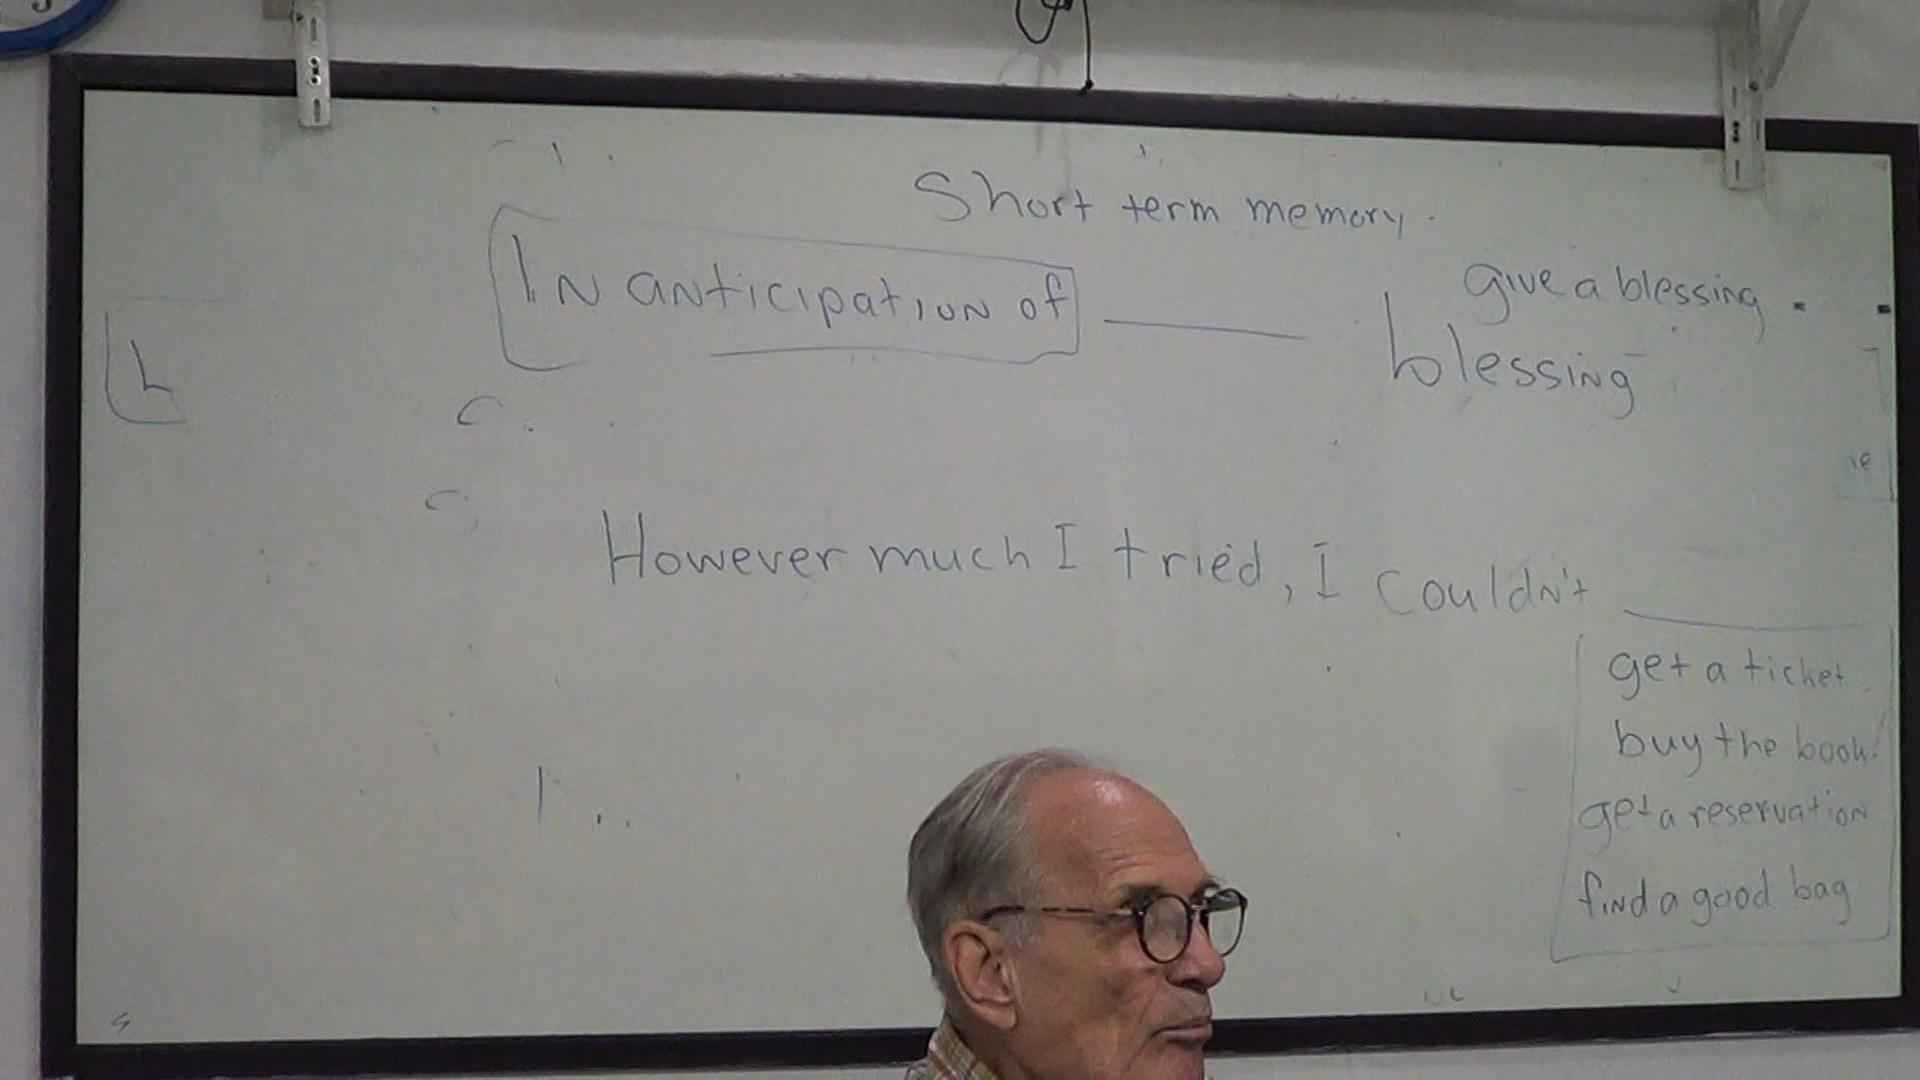 Short term memory.
In anticipation of
give a blessing
blessing
However much I tried, I couldn't
get a ticket
buy the book
get a reservation
find a good bag